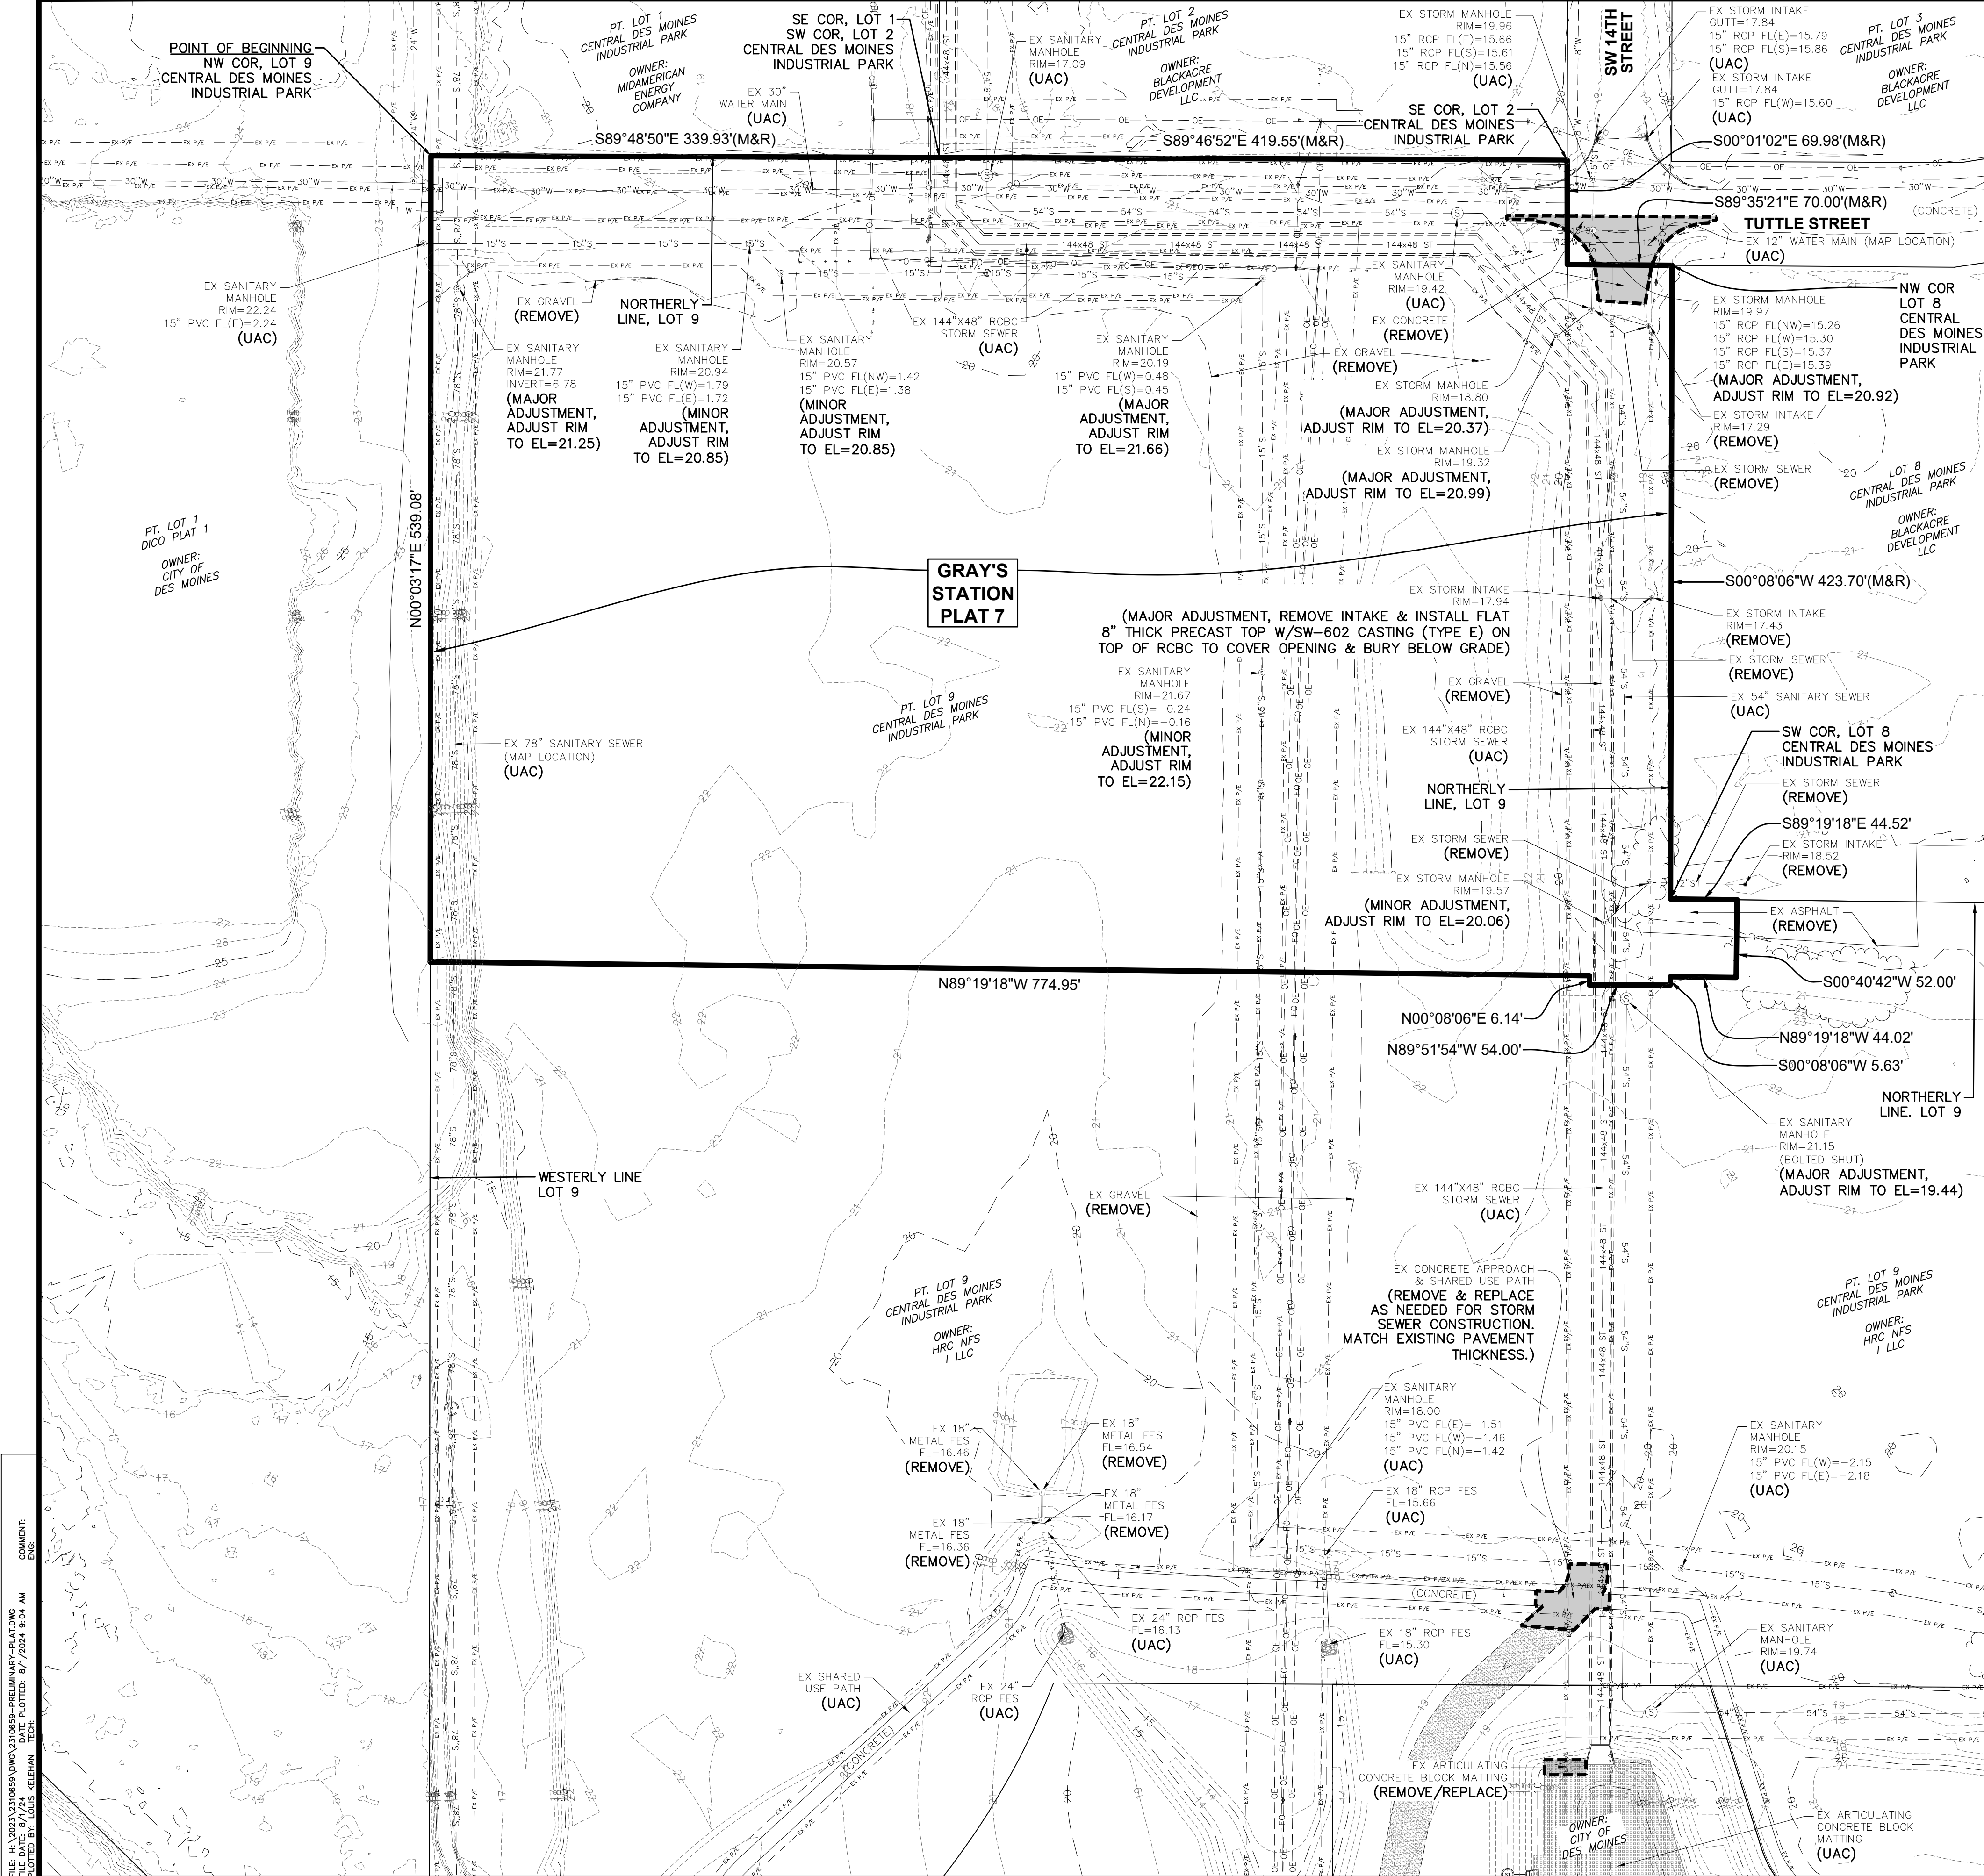 POINT OF BEGINNING
NW COR, LOT 9
CENTRAL DES MOINES
INDUSTRIAL PARK
PT. LOT 1
CENTRAL DES MOINES
INDUSTRIAL PARK
OWNER:
MIDAMERICAN
ENERGY
COMPANY
SE COR, LOT 1
SW COR, LOT 2
CENTRAL DES MOINES
INDUSTRIAL PARK
EX 30"
WATER MAIN
(UAC)
EX SANITARY
MANHOLE
RIM=17.09
(UAC)
PT. LOT 2
CENTRAL DES MOINES
INDUSTRIAL PARK
OWNER:
BLACKACRE
DEVELOPMENT
LLC
EX STORM MANHOLE
RIM=19.96
15" RCP FL(E)=15.66
15" RCP FL(S)=15.61
15" RCP FL(N)=15.56
(UAC)
SE COR, LOT 2
CENTRAL DES MOINES
INDUSTRIAL PARK
SW 14TH
STREET
EX STORM INTAKE
GUTT=17.84
15" RCP FL(E)=15.79
15" RCP FL(S)=15.86
(UAC)
EX STORM INTAKE
GUTT=17.84
15" RCP FL(W)=15.60
(UAC)
PT. LOT 3
CENTRAL DES MOINES
INDUSTRIAL PARK
OWNER:
BLACKACRE
DEVELOPMENT
LLC
S89°48'50"E 339.93'(M&R)
S89°46'52"E 419.55'(M&R)
S00°01'02"E 69.98'(M&R)
S89°35'21"E 70.00'(M&R)
(CONCRETE)
TUTTLE STREET
EX 12" WATER MAIN (MAP LOCATION)
(UAC)
EX SANITARY
MANHOLE
RIM=22.24
15" PVC FL(E)=2.24
(UAC)
EX GRAVEL
(REMOVE)
NORTHERLY
LINE, LOT 9
EX 144"X48" RCBC
STORM SEWER
(UAC)
EX SANITARY
MANHOLE
RIM=19.42
(UAC)
EX CONCRETE
(REMOVE)
NW COR
LOT 8
CENTRAL
DES MOINES
INDUSTRIAL
PARK
EX SANITARY
MANHOLE
RIM=21.77
INVERT=6.78
(MAJOR
ADJUSTMENT,
ADJUST RIM
TO EL=21.25)
EX SANITARY
MANHOLE
RIM=20.94
15" PVC FL(W)=1.79
15" PVC FL(E)=1.72
(MINOR
ADJUSTMENT,
ADJUST RIM
TO EL=20.85)
EX SANITARY
MANHOLE
RIM=20.57
15" PVC FL(NW)=1.42
15" PVC FL(E)=1.38
(MINOR
ADJUSTMENT,
ADJUST RIM
TO EL=20.85)
EX SANITARY
MANHOLE
RIM=20.19
15" PVC FL(W)=0.48
15" PVC FL(S)=0.45
(MAJOR
ADJUSTMENT,
ADJUST RIM
TO EL=21.66)
EX GRAVEL
(REMOVE)
EX STORM MANHOLE
RIM=18.80
(MAJOR ADJUSTMENT,
ADJUST RIM TO EL=20.37)
EX STORM MANHOLE
RIM=19.32
(MAJOR ADJUSTMENT,
ADJUST RIM TO EL=20.99)
EX STORM MANHOLE
RIM=19.97
15" RCP FL(NW)=15.26
15" RCP FL(W)=15.30
15" RCP FL(S)=15.37
15" RCP FL(E)=15.39
(MAJOR ADJUSTMENT,
ADJUST RIM TO EL=20.92)
EX STORM INTAKE
RIM=17.29
(REMOVE)
EX STORM SEWER
(REMOVE)
LOT 8
CENTRAL DES MOINES
INDUSTRIAL PARK
OWNER:
BLACKACRE
DEVELOPMENT
LLC
PT. LOT 1
DICO PLAT 1
OWNER:
CITY OF
DES MOINES
N00°03'17"E 539.08'
GRAY'S
STATION
PLAT 7
EX STORM INTAKE
RIM=17.94
(MAJOR ADJUSTMENT, REMOVE INTAKE & INSTALL FLAT
8" THICK PRECAST TOP W/SW-602 CASTING (TYPE E) ON
TOP OF RCBC TO COVER OPENING & BURY BELOW GRADE)
S00°08'06"W 423.70'(M&R)
EX STORM INTAKE
RIM=17.43
(REMOVE)
EX STORM SEWER
(REMOVE)
EX 54" SANITARY SEWER
(UAC)
EX SANITARY
MANHOLE
RIM=21.67
15" PVC FL(S)=-0.24
15" PVC FL(N)=-0.16
(MINOR
ADJUSTMENT,
ADJUST RIM
TO EL=22.15)
EX GRAVEL
(REMOVE)
EX 144"X48" RCBC
STORM SEWER
(UAC)
NORTHERLY
LINE, LOT 9
PT. LOT 9
CENTRAL DES MOINES
INDUSTRIAL PARK
EX 78" SANITARY SEWER
(MAP LOCATION)
(UAC)
SW COR, LOT 8
CENTRAL DES MOINES
INDUSTRIAL PARK
EX STORM SEWER
(REMOVE)
S89°19'18"E 44.52'
EX STORM INTAKE
RIM=18.52
(REMOVE)
EX STORM SEWER
(REMOVE)
EX STORM MANHOLE
RIM=19.57
(MINOR ADJUSTMENT,
ADJUST RIM TO EL=20.06)
EX ASPHALT
(REMOVE)
N89°19'18"W 774.95'
S00°40'42"W 52.00'
N00°08'06"E 6.14'
N89°51'54"W 54.00'
N89°19'18"W 44.02'
S00°08'06"W 5.63'
NORTHERLY
LINE. LOT 9
EX SANITARY
MANHOLE
RIM=21.15
(BOLTED SHUT)
(MAJOR ADJUSTMENT,
ADJUST RIM TO EL=19.44)
WESTERLY LINE
LOT 9
EX GRAVEL
(REMOVE)
EX 144"X48" RCBC
STORM SEWER
(UAC)
EX CONCRETE APPROACH
& SHARED USE PATH
(REMOVE & REPLACE
AS NEEDED FOR STORM
SEWER CONSTRUCTION.
MATCH EXISTING PAVEMENT
THICKNESS.)
PT. LOT 9
CENTRAL DES MOINES
INDUSTRIAL PARK
OWNER:
HRC NFS
I LLC
PT. LOT 9
CENTRAL DES MOINES
INDUSTRIAL PARK
OWNER:
HRC NFS
I LLC
EX SANITARY
MANHOLE
RIM=18.00
15" PVC FL(E)=-1.51
15" PVC FL(W)=-1.46
15" PVC FL(N)=-1.42
(UAC)
EX SANITARY
MANHOLE
RIM=20.15
15" PVC FL(W)=-2.15
15" PVC FL(E)=-2.18
(UAC)
EX 18"
METAL FES
FL=16.46
(REMOVE)
EX 18"
METAL FES
FL=16.54
(REMOVE)
EX 18"
METAL FES
FL=16.36
(REMOVE)
EX 18"
METAL FES
FL=16.17
(REMOVE)
EX 18" RCP FES
FL=15.66
(UAC)
(CONCRETE)
EX 24" RCP FES
FL=16.13
(UAC)
EX 18" RCP FES
FL=15.30
(UAC)
EX SANITARY
MANHOLE
RIM=19.74
(UAC)
EX SHARED
USE PATH
(UAC)
EX 24"
RCP FES
(UAC)
(CONCRETE)
EX ARTICULATING
CONCRETE BLOCK MATTING
(REMOVE/REPLACE)
OWNER:
CITY OF
DES MOINES
EX ARTICULATING
CONCRETE BLOCK
MATTING
(UAC)
FILE: H:\2023\2310659\DWG\2310659-PRELIMINARY-PLAT.DWG
FILE DATE: 8/1/24 DATE PLOTTED: 8/1/2024 9:04 AM COMMENT:
PLOTTED BY: LOUIS KELEHAN TECH: ENG: